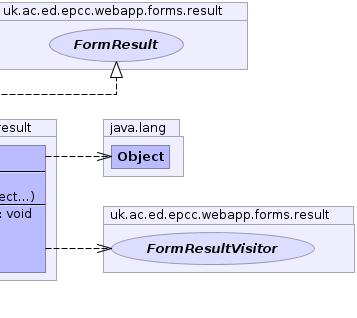 uk.ac.ed.epcc.webapp.forms.result
FormResult
result
java.lang
Object
ject...)
: void
uk.ac.ed.epcc.webapp.forms.result
FormResultVisitor